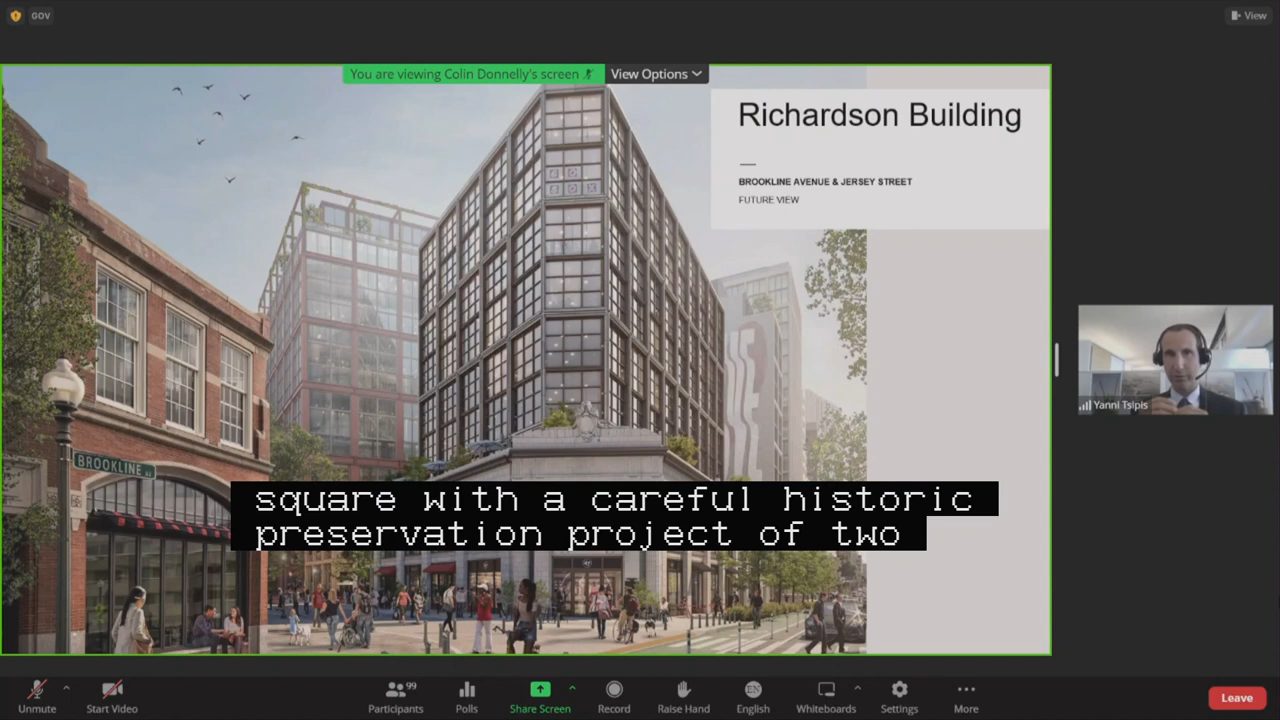 GOV
View
You are viewing Colin Donnelly's screen
View Options
Richardson Building
BROOKLINE AVENUE & JERSEY STREET
FUTURE VIEW
Yanni Tsipis
BROOKLINE AV
square with a careful historic
preservation project of two
Unmute
Start Video
99
Participants
Polls
Share Screen
Record
Raise Hand
EN
English
Whiteboards
Settings
More
Leave